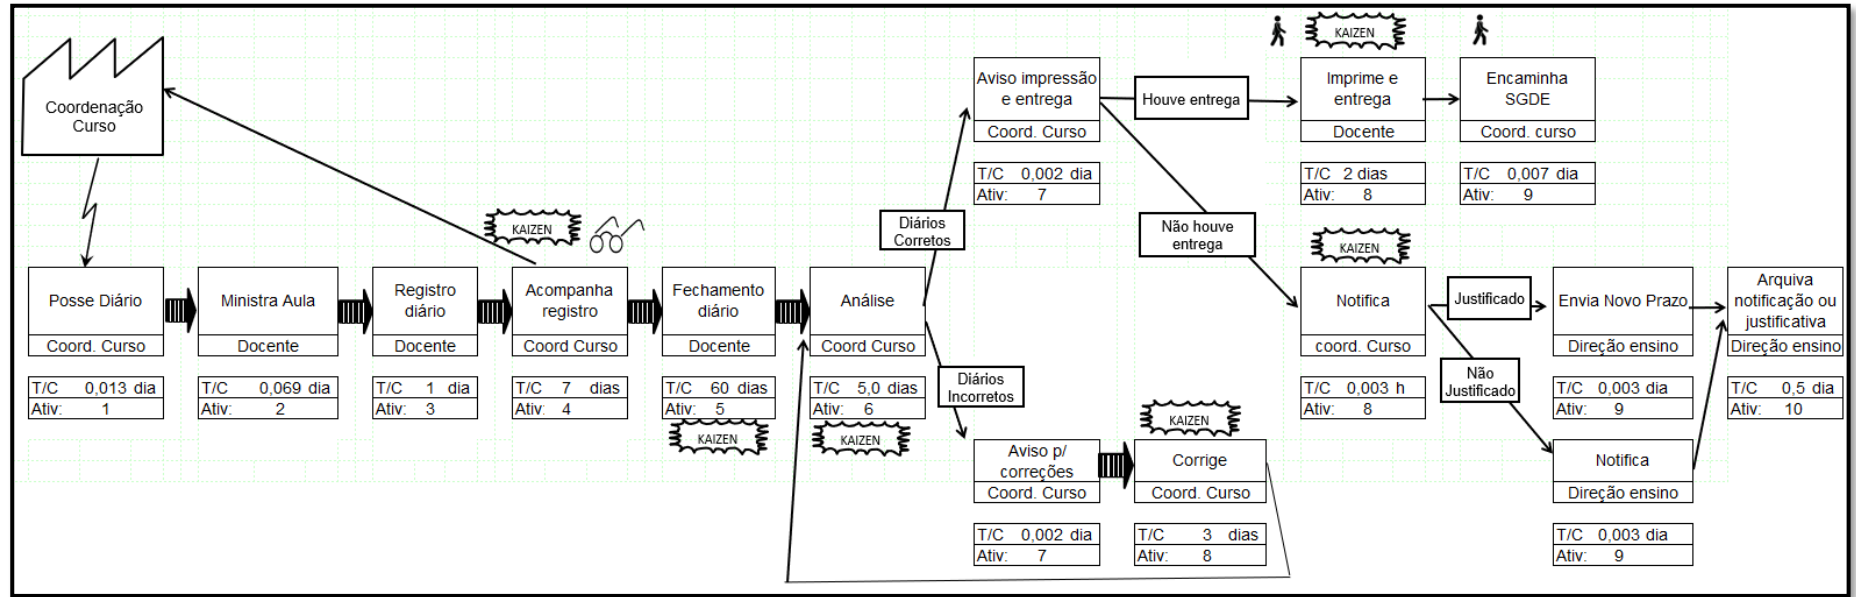 Coordenação
Curso
Posse Diário
Coord. Curso
T/C 0,013 dia
Ativ: 1
Ministra Aula
Docente
T/C 0,069 dia
Ativ: 2
Registro
diário
Docente
T/C 1 dia
Ativ: 3
KAIZEN
Acompanha
registro
Coord Curso
T/C 7 dias
Ativ: 4
Fechamento
diário
Docente
T/C 60 dias
Ativ: 5
KAIZEN
Análise
Coord Curso
T/C 5,0 dias
Ativ: 6
KAIZEN
Diários
Corretos
Aviso impressão
e entrega
Coord. Curso
T/C 0,002 dia
Ativ: 7
Houve entrega
KAIZEN
Imprime e
entrega
Docente
T/C 2 dias
Ativ: 8
Encaminha
SGDE
Coord. curso
T/C 0,007 dia
Ativ: 9
Não houve
entrega
KAIZEN
Notifica
coord. Curso
T/C 0,003 h
Ativ: 8
Justificado
Envia Novo Prazo
Direção ensino
T/C 0,003 dia
Ativ: 9
Arquiva
notificação ou
justificativa
Direção ensino
T/C 0,5 dia
Ativ: 10
Não
Justificado
Notifica
Direção ensino
T/C 0,003 dia
Ativ: 9
Diários
Incorretos
Aviso p/
correções
Coord. Curso
T/C 0,002 dia
Ativ: 7
KAIZEN
Corrige
Coord. Curso
T/C 3 dias
Ativ: 8